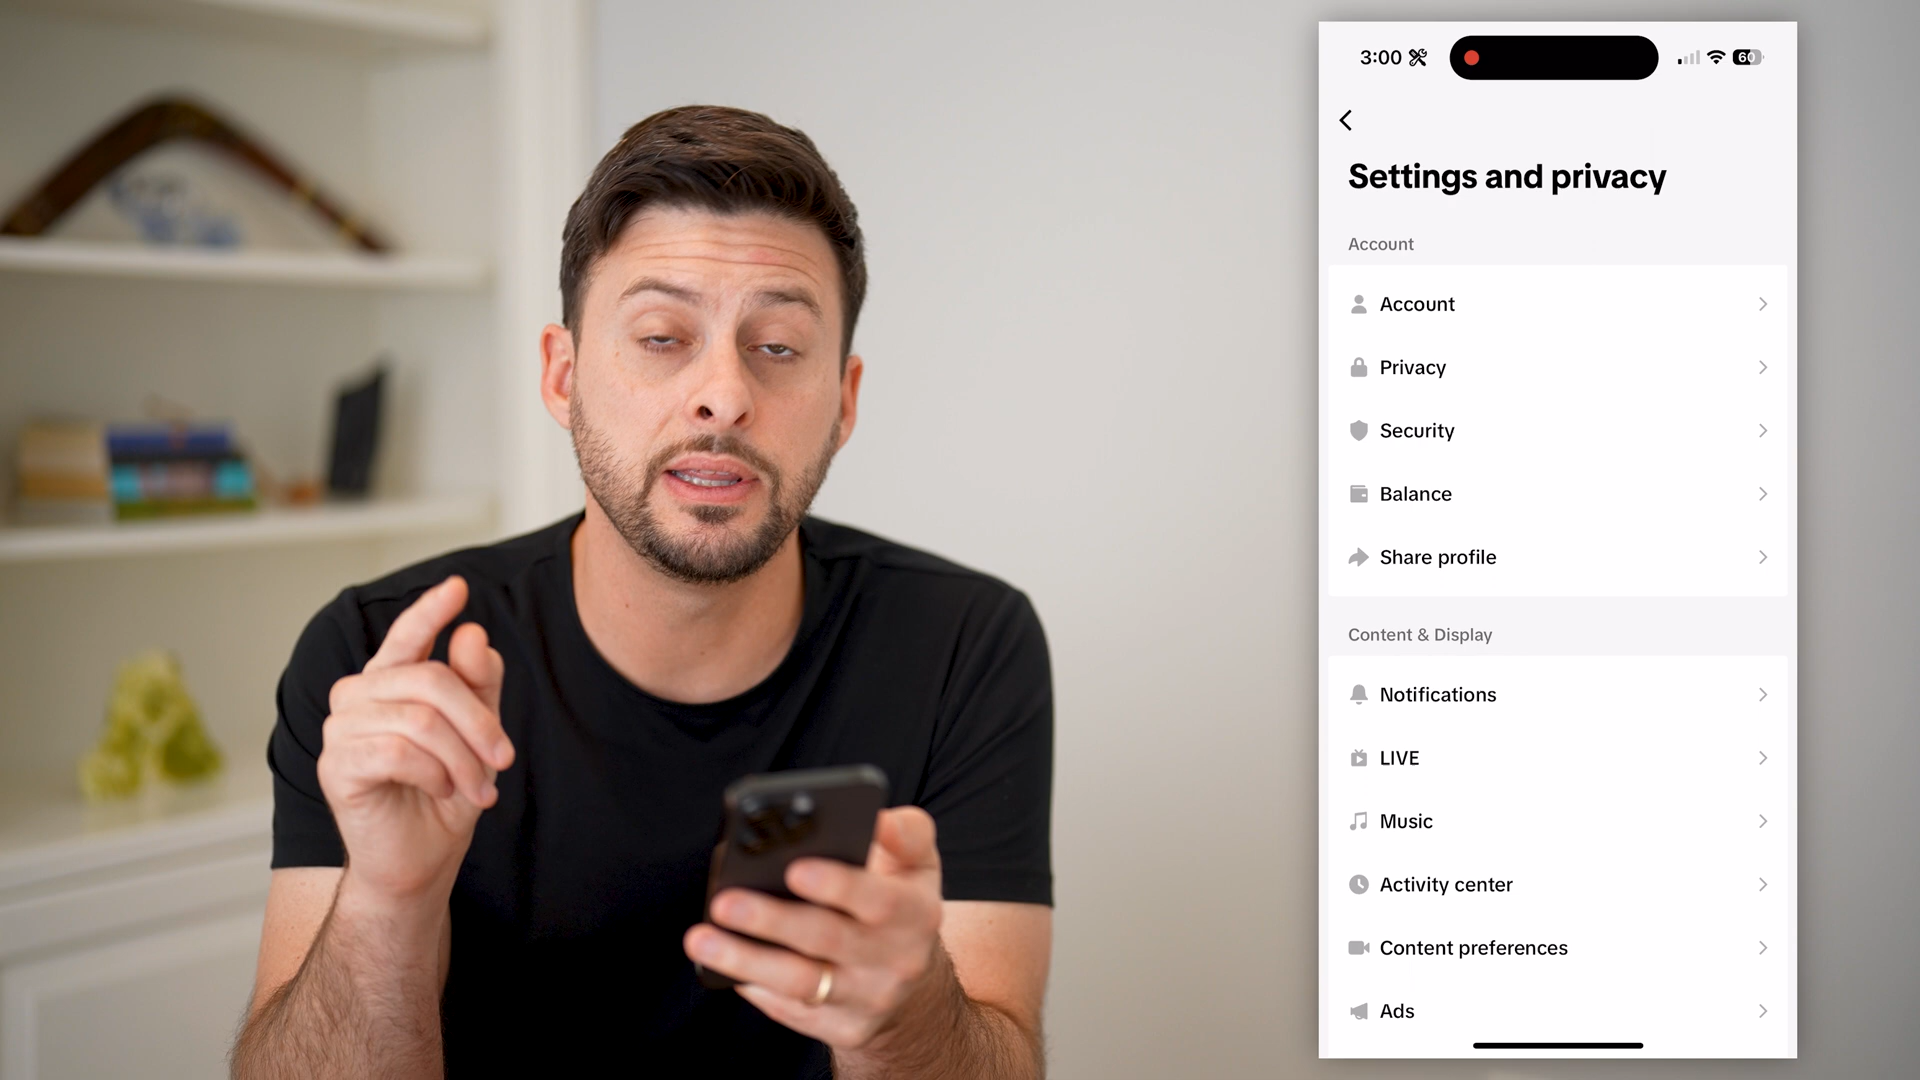 3:00
60
Settings and privacy
Account
Account
Privacy
Security
Balance
Share profile
Content & Display
Notifications
LIVE
Music
Activity center
Content preferences
Ads